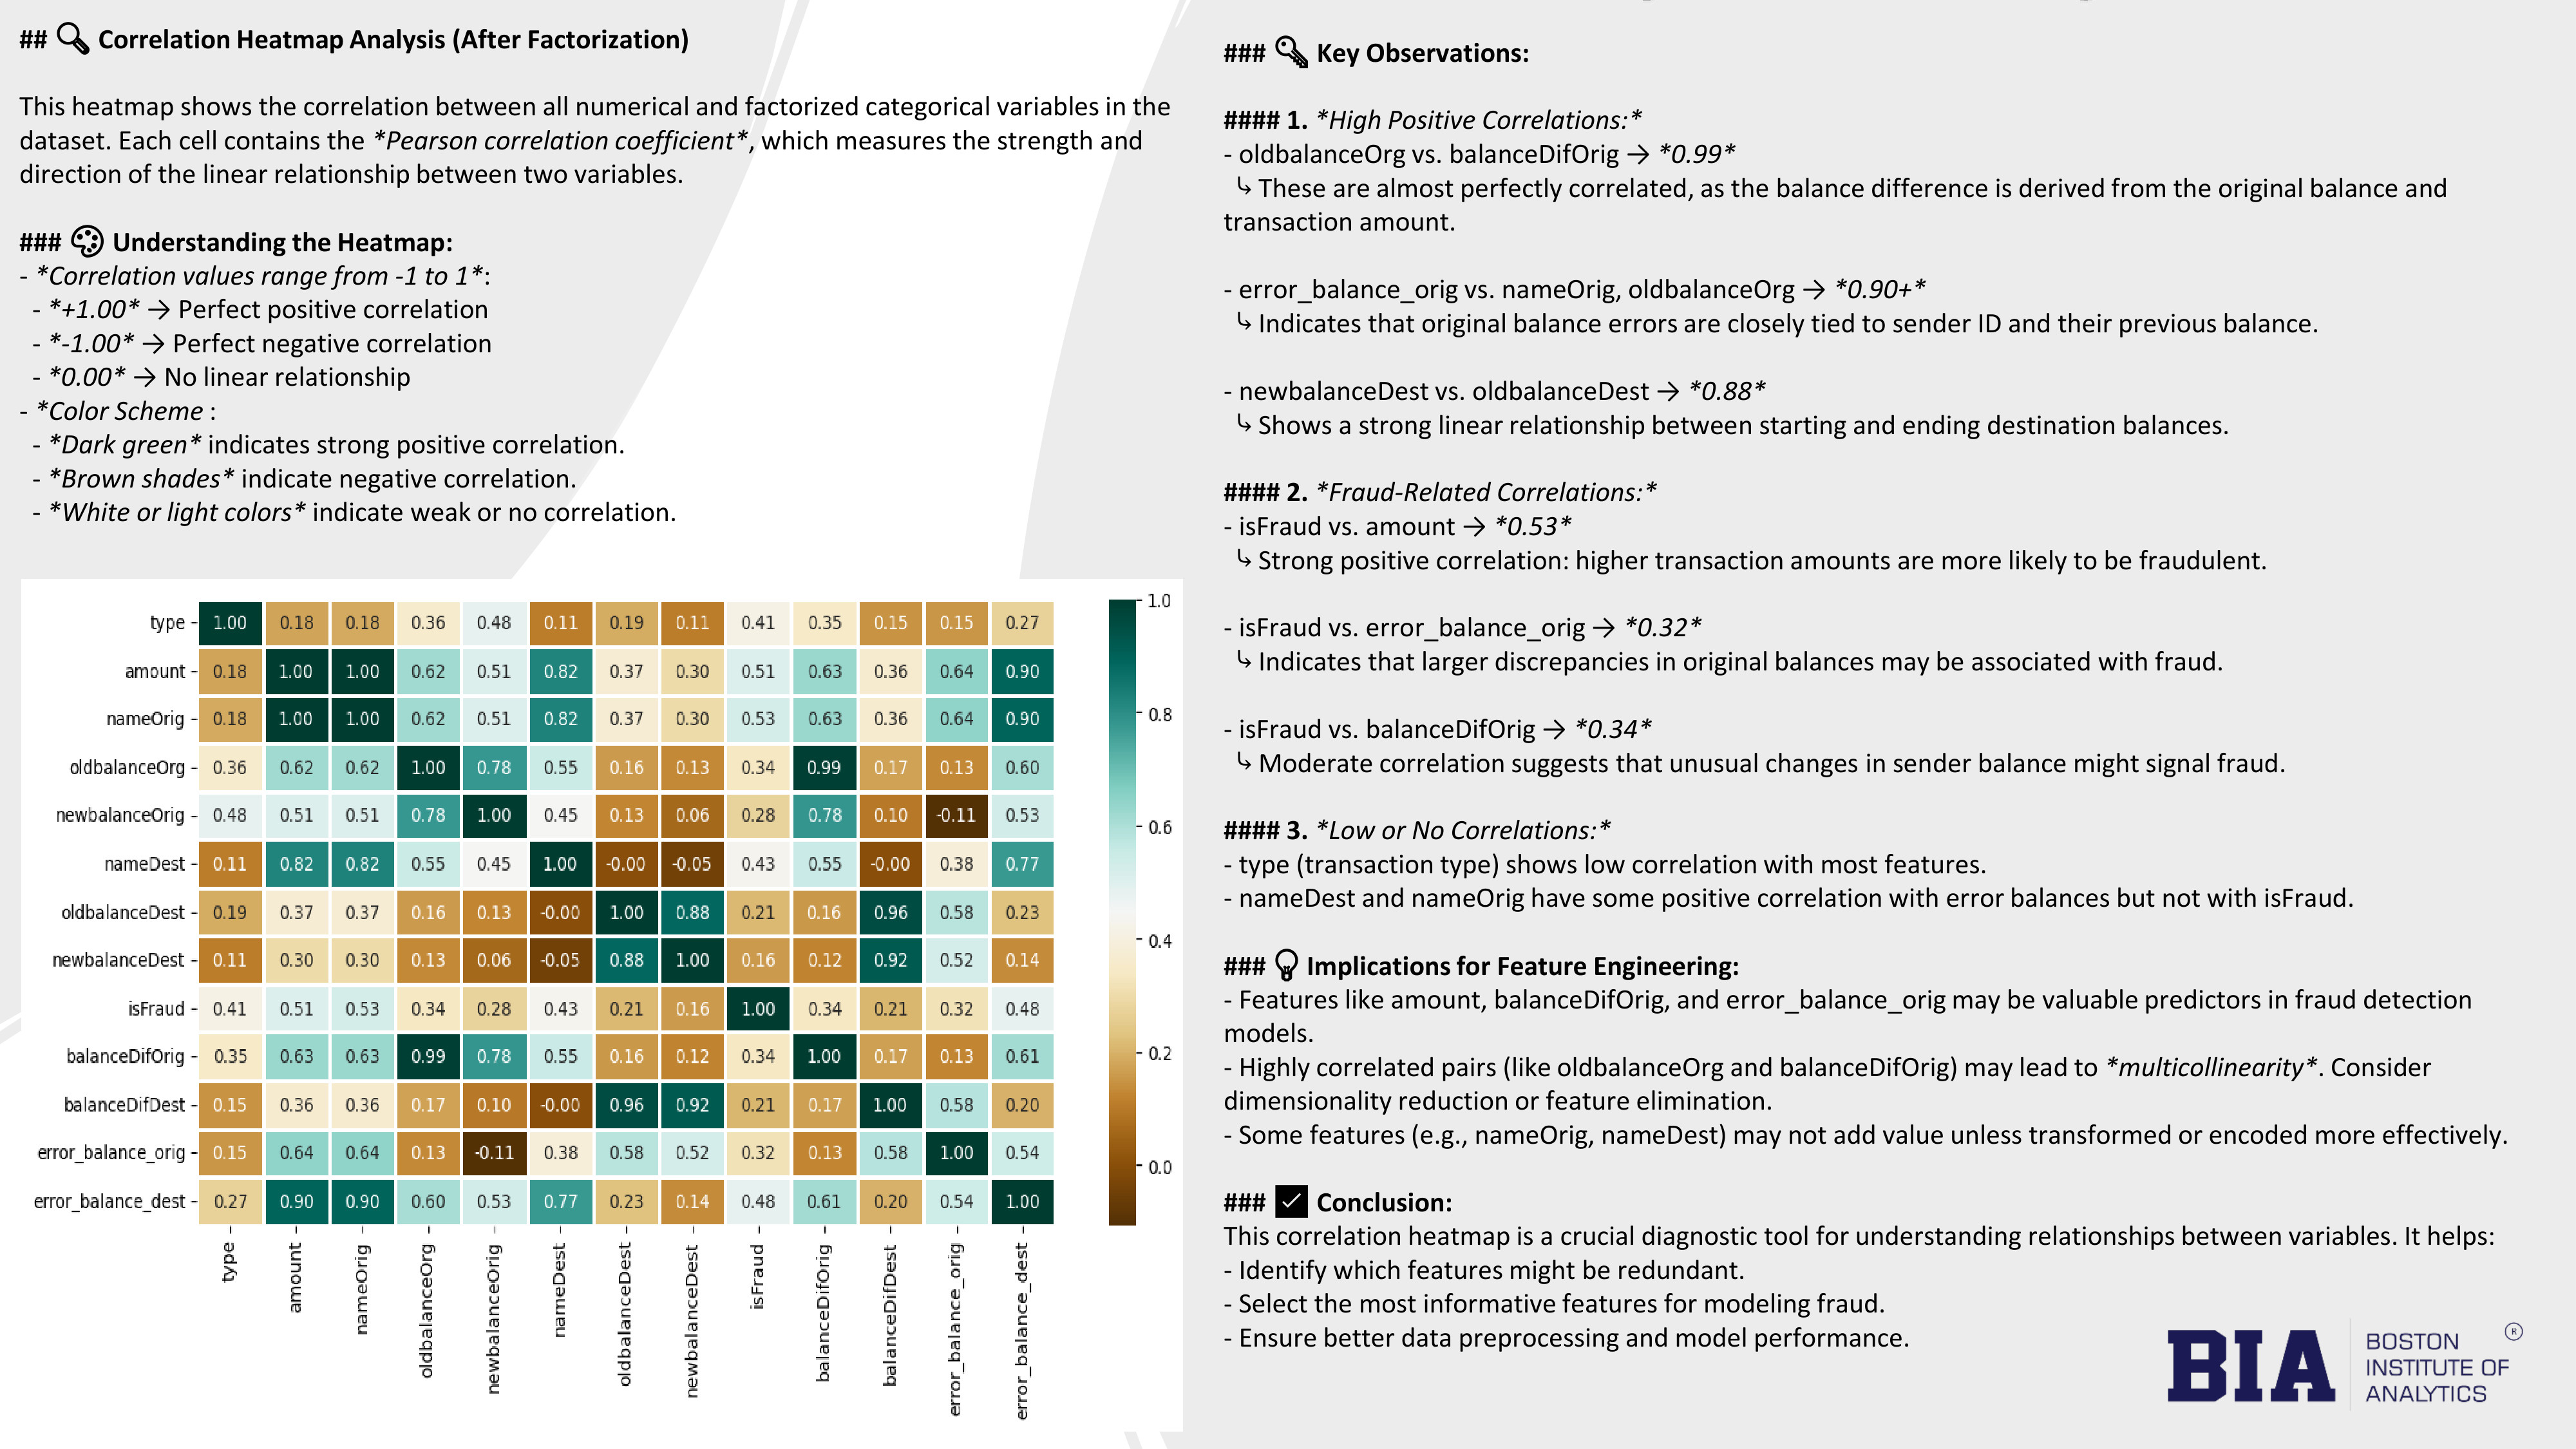 ## 🔍 Correlation Heatmap Analysis (After Factorization)
This heatmap shows the correlation between all numerical and factorized categorical variables in the
dataset. Each cell contains the *Pearson correlation coefficient*, which measures the strength and
direction of the linear relationship between two variables.
### 🎨 Understanding the Heatmap:
- *Correlation values range from -1 to 1*:
- *+1.00* → Perfect positive correlation
- *-1.00* → Perfect negative correlation
- *0.00* → No linear relationship
- *Color Scheme :
- *Dark green* indicates strong positive correlation.
- *Brown shades* indicate negative correlation.
- *White or light colors* indicate weak or no correlation.
type 1.00 0.18 0.18 0.36 0.48 0.11 0.19 0.11 0.41 0.35 0.15 0.15 0.27
amount 0.18 1.00 1.00 0.62 0.51 0.82 0.37 0.30 0.51 0.63 0.36 0.64 0.90
nameOrig 0.18 1.00 1.00 0.62 0.51 0.82 0.37 0.30 0.53 0.63 0.36 0.64 0.90
oldbalanceOrg 0.36 0.62 0.62 1.00 0.78 0.55 0.16 0.13 0.34 0.99 0.17 0.13 0.60
newbalanceOrig 0.48 0.51 0.51 0.78 1.00 0.45 0.13 0.06 0.28 0.78 0.10 -0.11 0.53
nameDest 0.11 0.82 0.82 0.55 0.45 1.00 -0.00 -0.05 0.43 0.55 -0.00 0.38 0.77
oldbalanceDest 0.19 0.37 0.37 0.16 0.13 -0.00 1.00 0.88 0.21 0.16 0.96 0.58 0.23
newbalanceDest 0.11 0.30 0.30 0.13 0.06 -0.05 0.88 1.00 0.16 0.12 0.92 0.52 0.14
isFraud 0.41 0.51 0.53 0.34 0.28 0.43 0.21 0.16 1.00 0.34 0.21 0.32 0.48
balanceDifOrig 0.35 0.63 0.63 0.99 0.78 0.55 0.16 0.12 0.34 1.00 0.17 0.13 0.61
balanceDifDest 0.15 0.36 0.36 0.17 0.10 -0.00 0.96 0.92 0.21 0.17 1.00 0.58 0.20
error_balance_orig 0.15 0.64 0.64 0.13 -0.11 0.38 0.58 0.52 0.32 0.13 0.58 1.00 0.54
error_balance_dest 0.27 0.90 0.90 0.60 0.53 0.77 0.23 0.14 0.48 0.61 0.20 0.54 1.00
type amount nameOrig oldbalanceOrg newbalanceOrig nameDest oldbalanceDest newbalanceDest isFraud balanceDifOrig balanceDifDest error_balance_orig error_balance_dest
1.0
0.8
0.6
0.4
0.2
0.0
### 🔑 Key Observations:
#### 1. *High Positive Correlations:*
- oldbalanceOrg vs. balanceDifOrig → *0.99*
↳ These are almost perfectly correlated, as the balance difference is derived from the original balance and
transaction amount.
- error_balance_orig vs. nameOrig, oldbalanceOrg → *0.90+*
↳ Indicates that original balance errors are closely tied to sender ID and their previous balance.
- newbalanceDest vs. oldbalanceDest → *0.88*
↳ Shows a strong linear relationship between starting and ending destination balances.
#### 2. *Fraud-Related Correlations:*
- isFraud vs. amount → *0.53*
↳ Strong positive correlation: higher transaction amounts are more likely to be fraudulent.
- isFraud vs. error_balance_orig → *0.32*
↳ Indicates that larger discrepancies in original balances may be associated with fraud.
- isFraud vs. balanceDifOrig → *0.34*
↳ Moderate correlation suggests that unusual changes in sender balance might signal fraud.
#### 3. *Low or No Correlations:*
- type (transaction type) shows low correlation with most features.
- nameDest and nameOrig have some positive correlation with error balances but not with isFraud.
### 💡 Implications for Feature Engineering:
- Features like amount, balanceDifOrig, and error_balance_orig may be valuable predictors in fraud detection
models.
- Highly correlated pairs (like oldbalanceOrg and balanceDifOrig) may lead to *multicollinearity*. Consider
dimensionality reduction or feature elimination.
- Some features (e.g., nameOrig, nameDest) may not add value unless transformed or encoded more effectively.
### ✅ Conclusion:
This correlation heatmap is a crucial diagnostic tool for understanding relationships between variables. It helps:
- Identify which features might be redundant.
- Select the most informative features for modeling fraud.
- Ensure better data preprocessing and model performance.
BIA
BOSTON ®
INSTITUTE OF
ANALYTICS